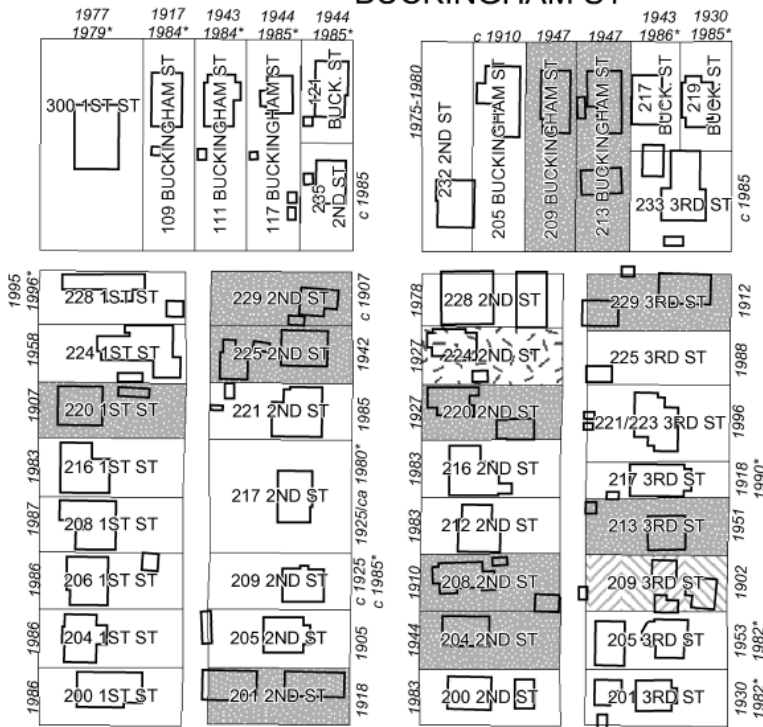 BUCKINGHAM ST
1977
1977
1979*
1917
1984*
1943
1984*
1944
1985*
1944
1985*
c 1910
1947
1947
1943
1986*
1930
1985*
300 1ST ST
109 BUCKINGHAM ST
111 BUCKINGHAM ST
117 BUCKINGHAM ST
121
BUCK. ST
235
2ND ST
c 1985
1975-1980
232 2ND ST
205 BUCKINGHAM ST
209 BUCKINGHAM ST
213 BUCKINGHAM ST
217
BUCK. ST
219
BUCK. ST
233 3RD ST
c 1985
1995
1996*
228 1ST ST
1958
224 1ST ST
1907
220 1ST ST
1983
216 1ST ST
1987
208 1ST ST
1986
206 1ST ST
1986
204 1ST ST
1986
200 1ST ST
229 2ND ST
c 1907
225 2ND ST
1942
221 2ND ST
1985
217 2ND ST
1925/ca 1980*
209 2ND ST
c 1925
c 1985*
205 2ND ST
1905
201 2ND ST
1918
1978
228 2ND ST
1927
224 2ND ST
1927
220 2ND ST
1983
216 2ND ST
1983
212 2ND ST
1910
208 2ND ST
1944
204 2ND ST
1983
200 2ND ST
229 3RD ST
1912
225 3RD ST
1988
221/223 3RD ST
1996
217 3RD ST
1918
1990*
213 3RD ST
1951
209 3RD ST
1902
205 3RD ST
1953
1982*
201 3RD ST
1930
1982*